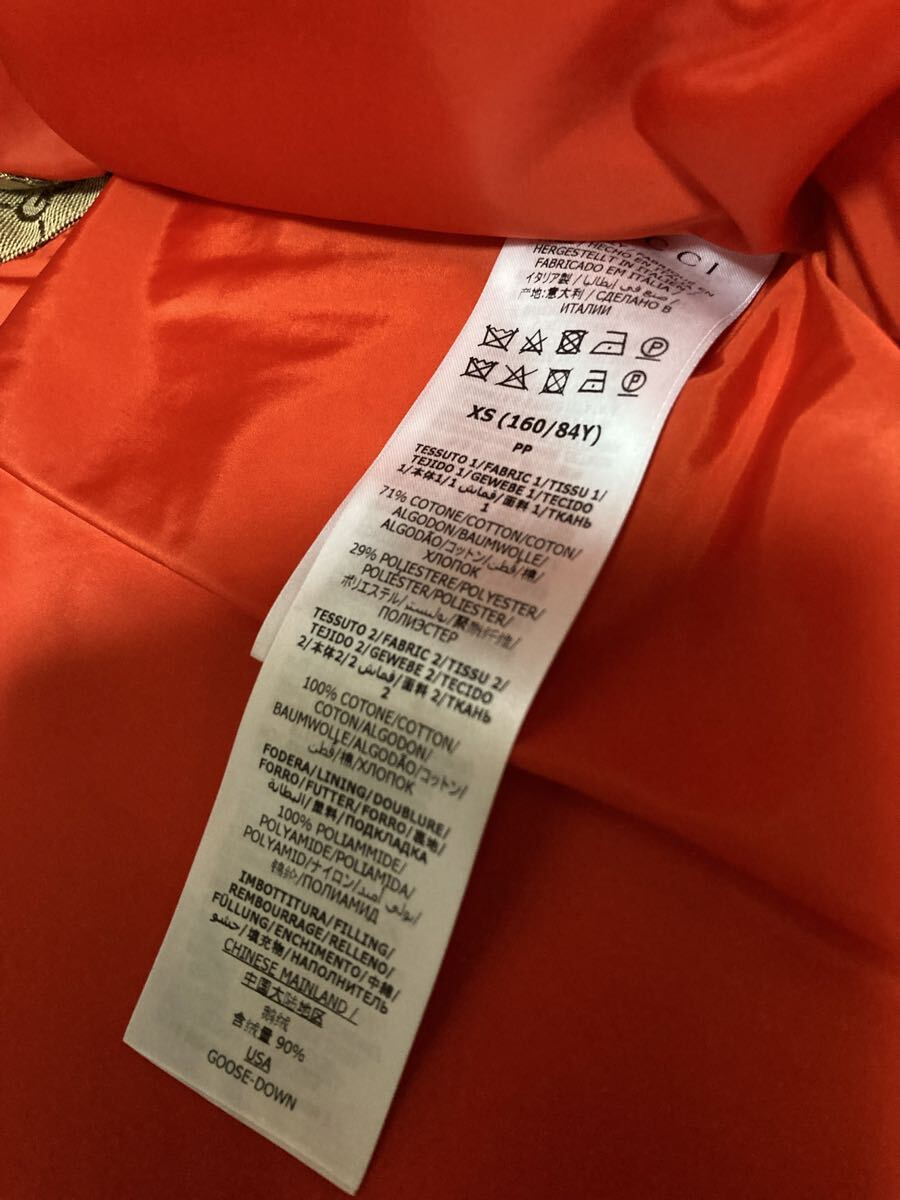 CCI
HECHO
HERGESTELLT IN ITALIEN/
FABRICADO EM ITALIA/
イタリア製/ صنع في إيطاليا/
产地:意大利/ СДЕЛАНО В
ИТАЛИИ
P
P
XS (160/84Y)
PP
TESSUTO 1/FABRIC 1/TISSU 1/
TEJIDO 1/GEWEBE 1/TECIDO
1/本体1/1 قماش/面料 1/ТКАНЬ
1
71% COTONE/COTTON/COTON/
ALGODON/BAUMWOLLE/
ALGODÃO/コットン/قطن/棉/
ХЛОПОК
29% POLIESTERE/POLYESTER/
POLIÉSTER/POLIESTER/
ポリエステル/بوليستر/聚酯纤维/
ПОЛИЭСТЕР
TESSUTO 2/FABRIC 2/TISSU 2/
TEJIDO 2/GEWEBE 2/TECIDO
2/本体2/2 قماش/面料 2/ТКАНЬ
2
100% COTONE/COTTON/
COTON/ALGODON/
BAUMWOLLE/ALGODÃO/コットン/
قطن/棉/ХЛОПОК
FODERA/LINING/DOUBLURE/
FORRO/FUTTER/FORRO/裏地/
البطانة/里料/ПОДКЛАДКА
100% POLIAMMIDE/
POLYAMIDE/POLIAMIDA/
POLYAMID/ナイロン/بولي أميد/
锦纶/ПОЛИАМИД
IMBOTTITURA/FILLING/
REMBOURRAGE/RELLENO/
FÜLLUNG/ENCHIMENTO/中綿/
حشو/填充物/НАПОЛНИТЕЛЬ
CHINESE MAINLAND/
中国大陆地区
鹅绒
含绒量 90%
USA
GOOSE-DOWN